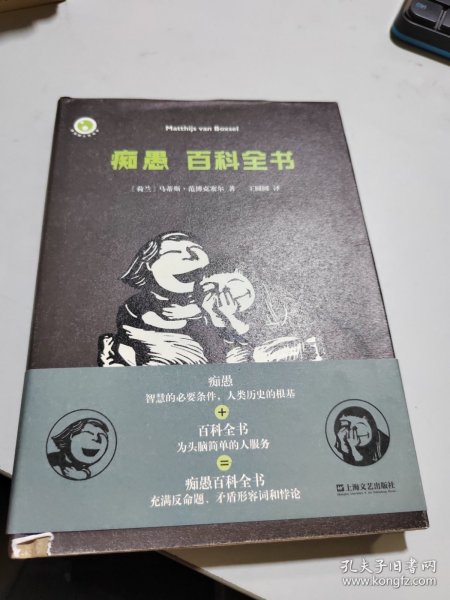 Matthijs van Boxsel
痴愚 百科全书
［荷兰］马蒂斯·范博克塞尔 著 王圆圆 译
痴愚
智慧的必要条件，人类历史的根基
+
百科全书
为头脑简单的人服务
=
痴愚百科全书
充满反命题、矛盾形容词和悖论
上海文艺出版社
孔夫子旧书网
www.kongfz.com